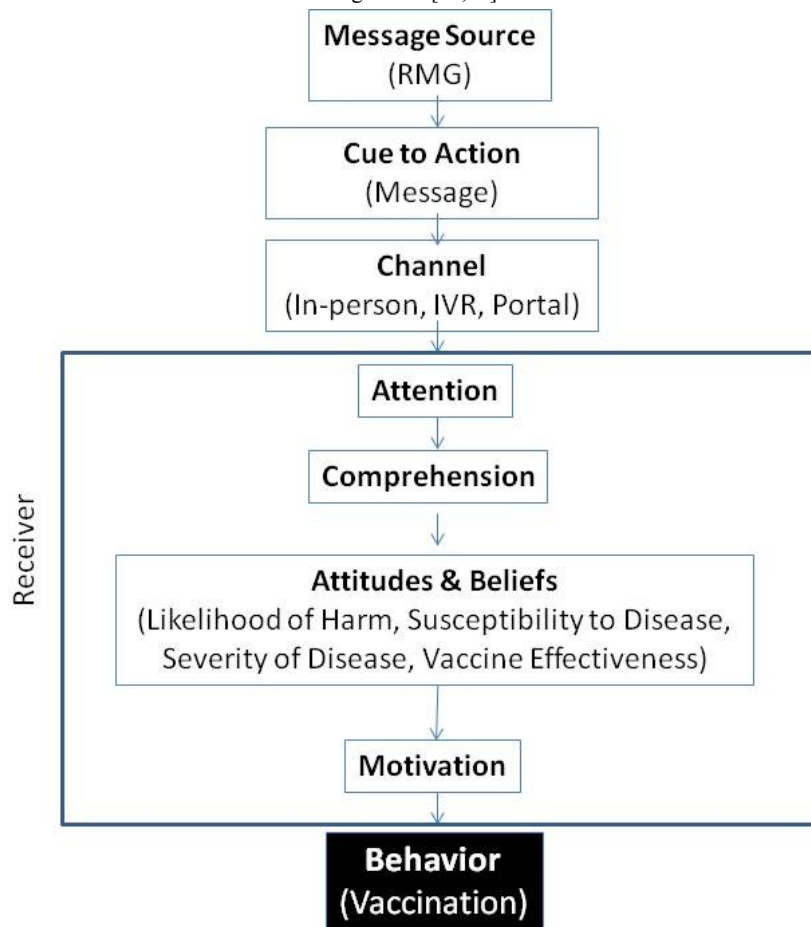 Message Source
(RMG)
Cue to Action
(Message)
Channel
(In-person, IVR, Portal)
Attention
Comprehension
Receiver
Attitudes & Beliefs
(Likelihood of Harm, Susceptibility to Disease,
Severity of Disease, Vaccine Effectiveness)
Motivation
Behavior
(Vaccination)